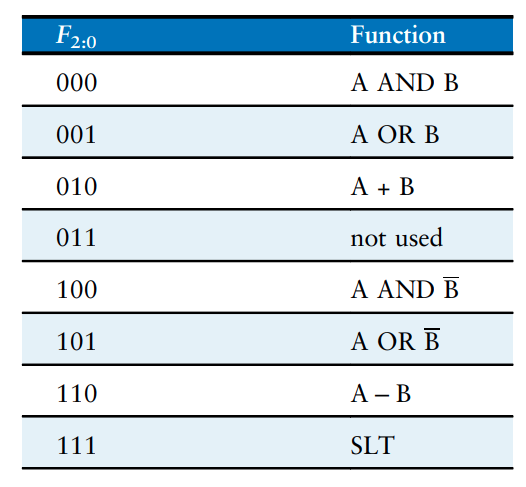 F2:0 Function
000 A AND B
001 A OR B
010 A + B
011 not used
100 A AND B̅
101 A OR B̅
110 A – B
111 SLT